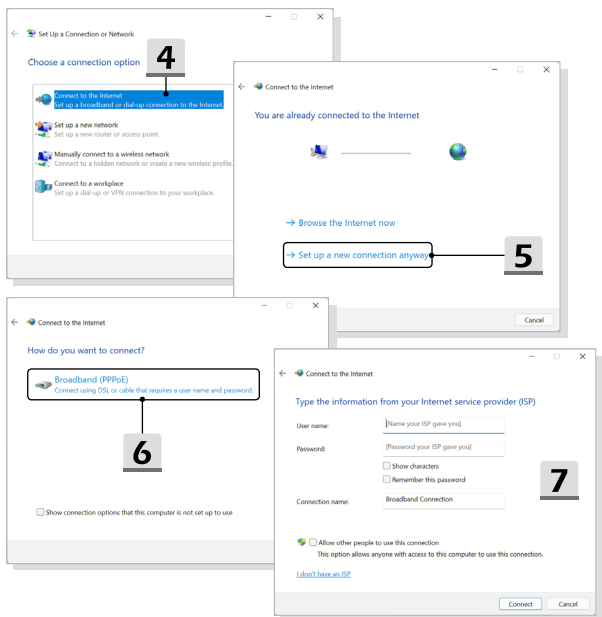 Set Up a Connection or Network
Choose a connection option
4
Connect to the Internet
Set up a broadband or dial-up connection to the Internet.
Set up a new network
Set up a new router or access point.
Manually connect to a wireless network
Connect to a hidden network or create a new wireless profile.
Connect to a workplace
Set up a dial-up or VPN connection to your workplace.
Connect to the Internet
You are already connected to the Internet
Browse the Internet now
Set up a new connection anyway
5
Cancel
Connect to the Internet
How do you want to connect?
Broadband (PPPoE)
Connect using DSL or cable that requires a user name and password.
6
Show connection options that this computer is not set up to use
Connect to the Internet
Type the information from your Internet service provider (ISP)
User name:
[Name your ISP gave you]
Password:
[Password your ISP gave you]
Show characters
Remember this password
7
Connection name:
Broadband Connection
Allow other people to use this connection
This option allows anyone with access to this computer to use this connection.
I don't have an ISP
Connect
Cancel